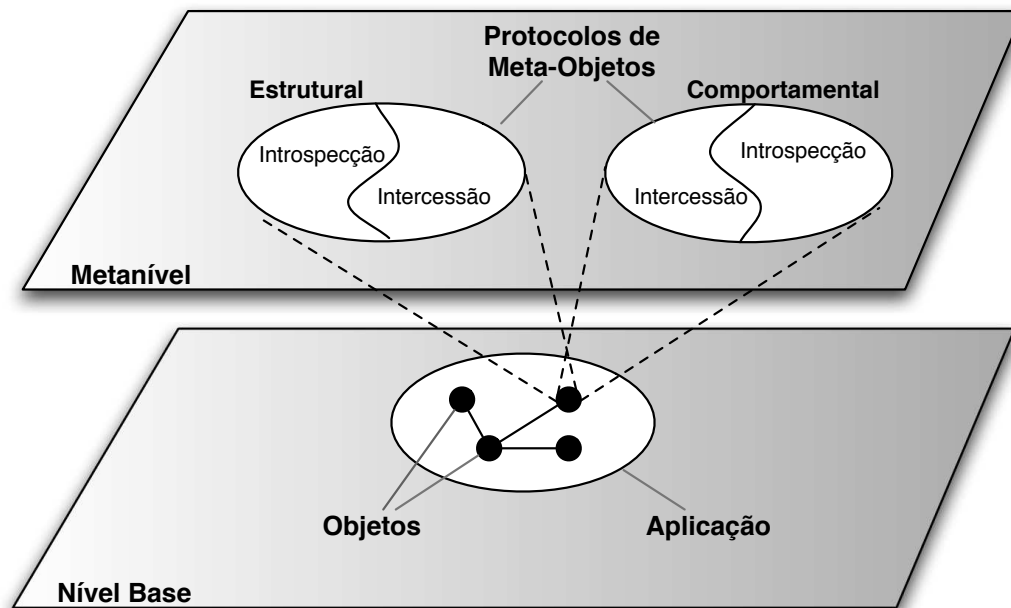 Protocolos de
Meta-Objetos
Estrutural
Comportamental
Introspecção
Intercessão
Introspecção
Intercessão
Metanível
Objetos
Aplicação
Nível Base